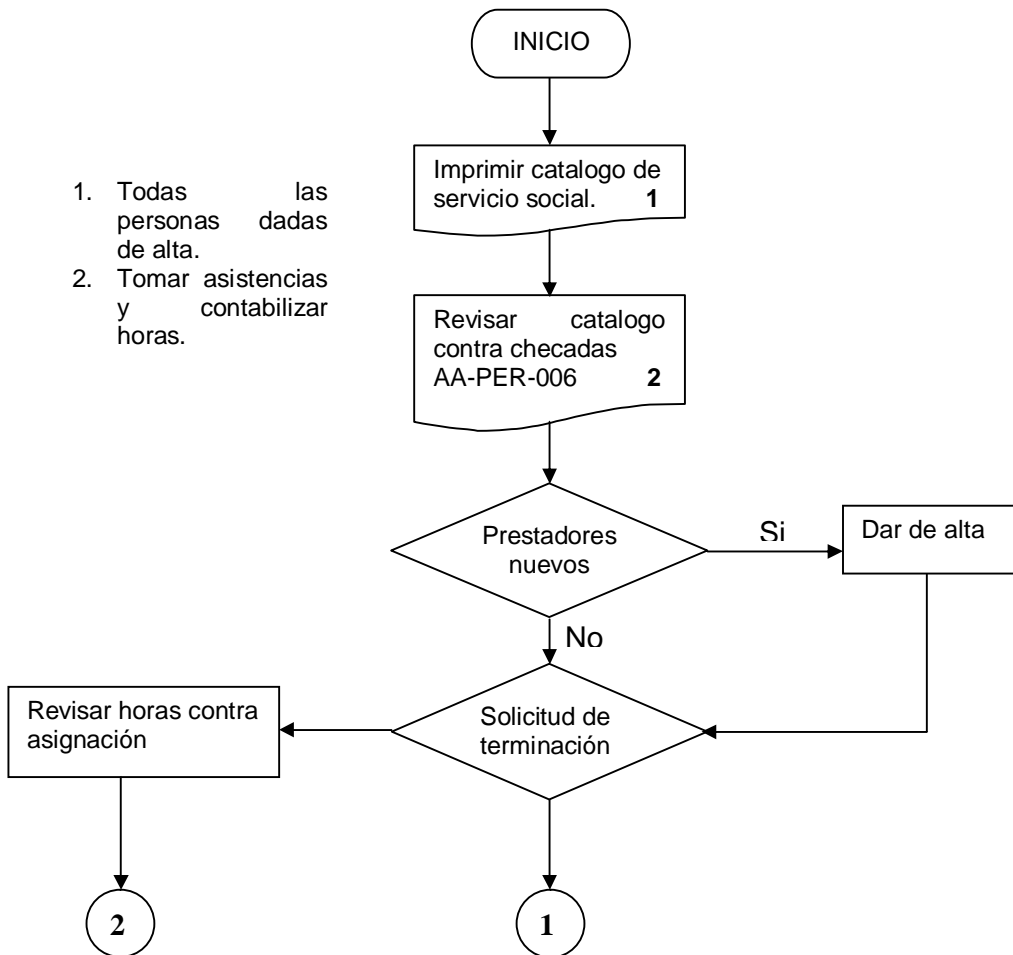 INICIO
Imprimir catalogo de
servicio social. 1
1. Todas las
personas dadas
de alta.
2. Tomar asistencias
y contabilizar
horas.
Revisar catalogo
contra checadas
AA-PER-006 2
Prestadores
nuevos
Si
Dar de alta
No
Revisar horas contra
asignación
Solicitud de
terminación
2
1